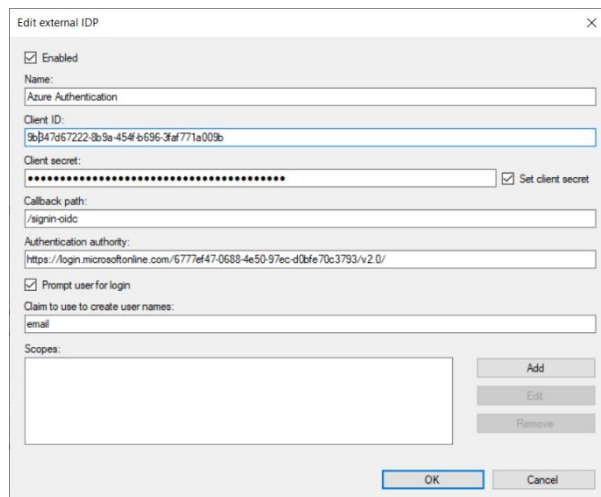 Edit external IDP
Enabled
Name:
Azure Authentication
Client ID:
9b347d67222-8b9a-454f-b696-3faf771a009b
Client secret:
●●●●●●●●●●●●●●●●●●●●●●●●●●●●●●●●●●●●●●●● Set client secret
Callback path:
/signin-oidc
Authentication authority:
https://login.microsoftonline.com/6777ef47-0688-4e50-97ec-d0bfe70c3793/v2.0/
Prompt user for login
Claim to use to create user names:
email
Scopes:
Add
Edit
Remove
OK Cancel